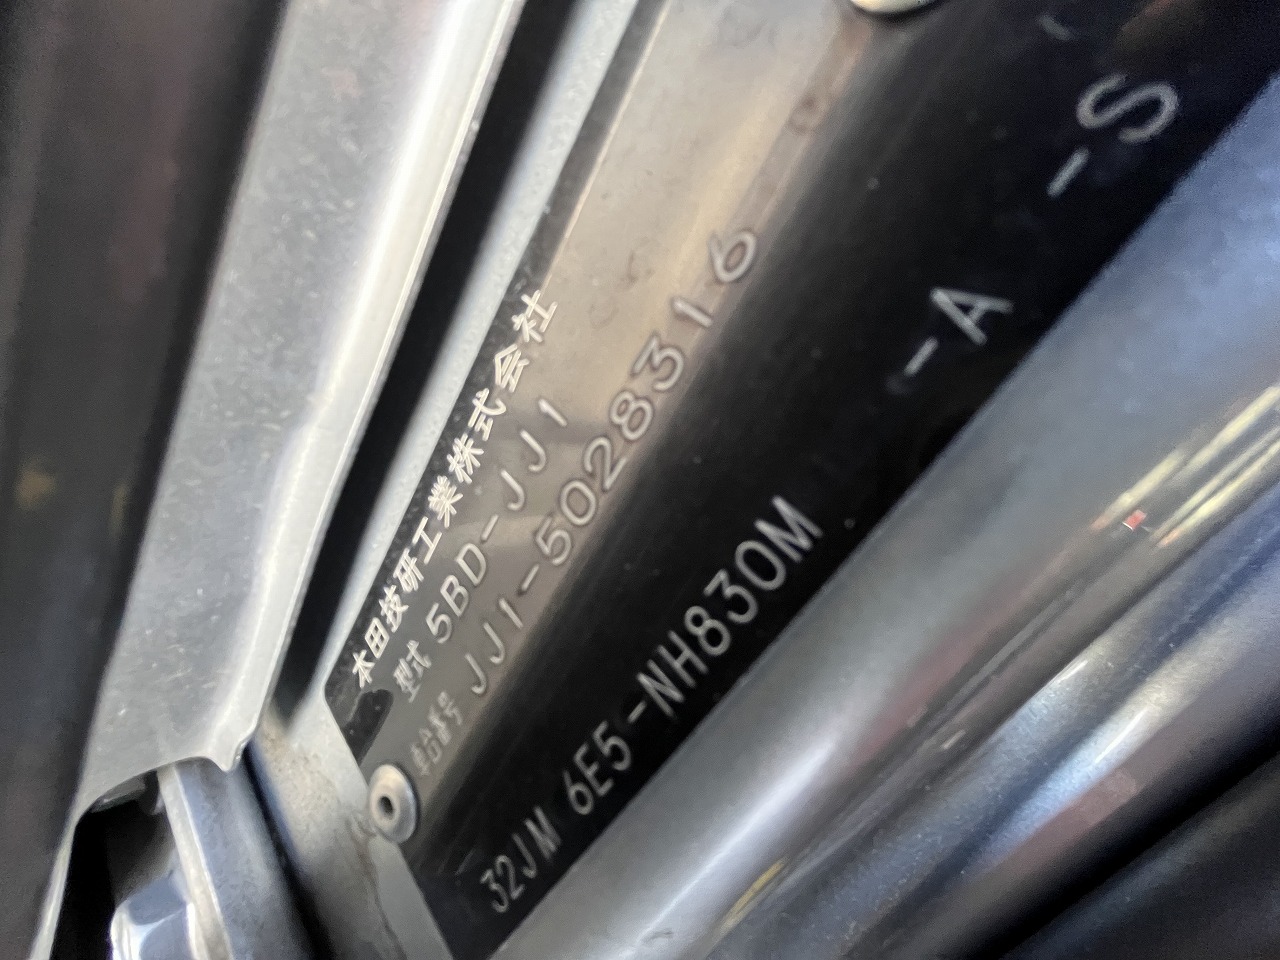 本田技研工業株式会社
型式 5BD-JJ1
車台番号 JJ1-5028316
32JM 6E5-NH830M -A -S